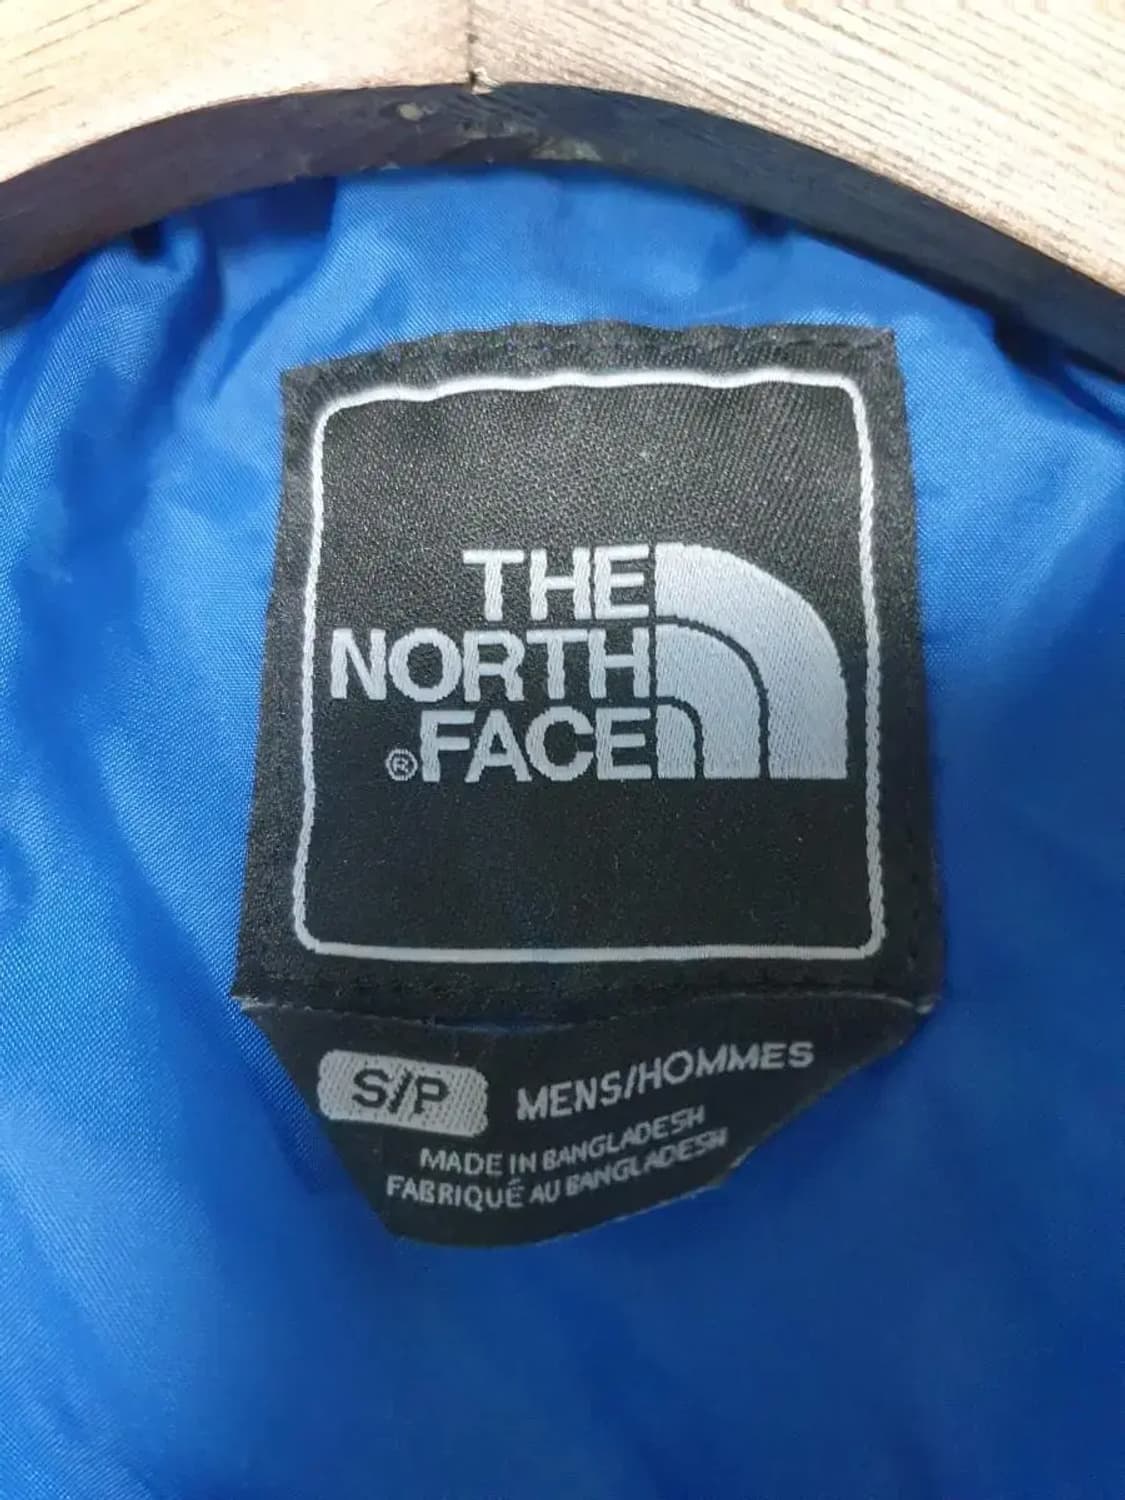 THE
NORTH
®FACE
S/P MENS/HOMMES
MADE IN BANGLADESH
FABRIQUÉ AU BANGLADESH